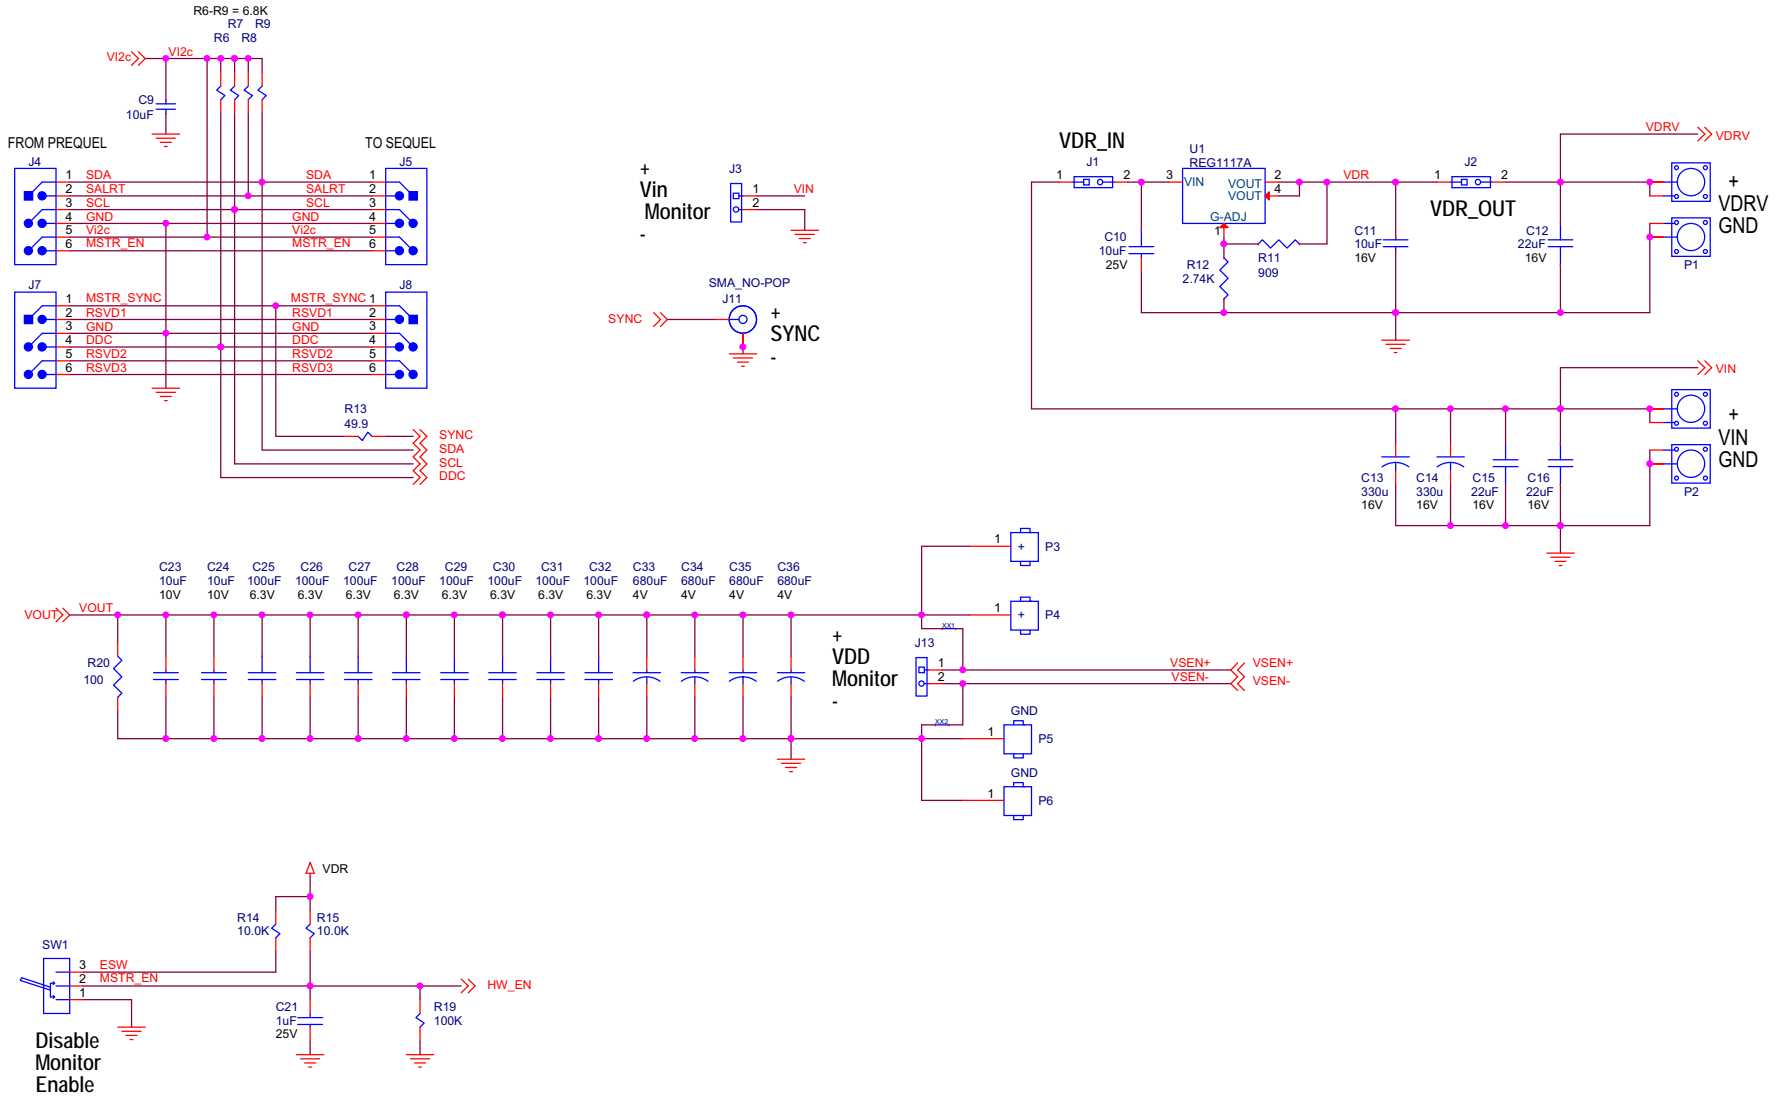 R6-R9 = 6.8K
R7 R9
R6 R8
VI2c
VI2c
C9
10uF
FROM PREQUEL
TO SEQUEL
J4
J5
1 SDA SDA 1
2 SALRT SALRT 2
3 SCL SCL 3
4 GND GND 4
5 Vi2c Vi2c 5
6 MSTR_EN MSTR_EN 6
J7
J8
1 MSTR_SYNC MSTR_SYNC 1
2 RSVD1 RSVD1 2
3 GND GND 3
4 DDC DDC 4
5 RSVD2 RSVD2 5
6 RSVD3 RSVD3 6
R13
49.9
SYNC
SDA
SCL
DDC
+
Vin
Monitor
-
J3
1 VIN
2
SMA_NO-POP
J11
SYNC
+
SYNC
-
VDR_IN
J1
1 2
U1
REG1117A
3 VIN
VOUT 2
VOUT 4
G-ADJ
1
VDR
J2
1 2
VDR_OUT
C10
10uF
25V
R12
2.74K
R11
909
C11
10uF
16V
C12
22uF
16V
VDRV
VDRV
+
VDRV
GND
P1
VIN
+
VIN
GND
P2
C13
330u
16V
C14
330u
16V
C15
22uF
16V
C16
22uF
16V
VOUT
VOUT
R20
100
C23
10uF
10V
C24
10uF
10V
C25
100uF
6.3V
C26
100uF
6.3V
C27
100uF
6.3V
C28
100uF
6.3V
C29
100uF
6.3V
C30
100uF
6.3V
C31
100uF
6.3V
C32
100uF
6.3V
C33
680uF
4V
C34
680uF
4V
C35
680uF
4V
C36
680uF
4V
1 + P3
1 + P4
XX1
+
VDD
Monitor
-
J13
1
2
VSEN+
VSEN-
VSEN+
VSEN-
XX2
GND
1 P5
GND
1 P6
VDR
R14
10.0K
R15
10.0K
SW1
3 ESW
2 MSTR_EN
1
HW_EN
C21
1uF
25V
R19
100K
Disable
Monitor
Enable